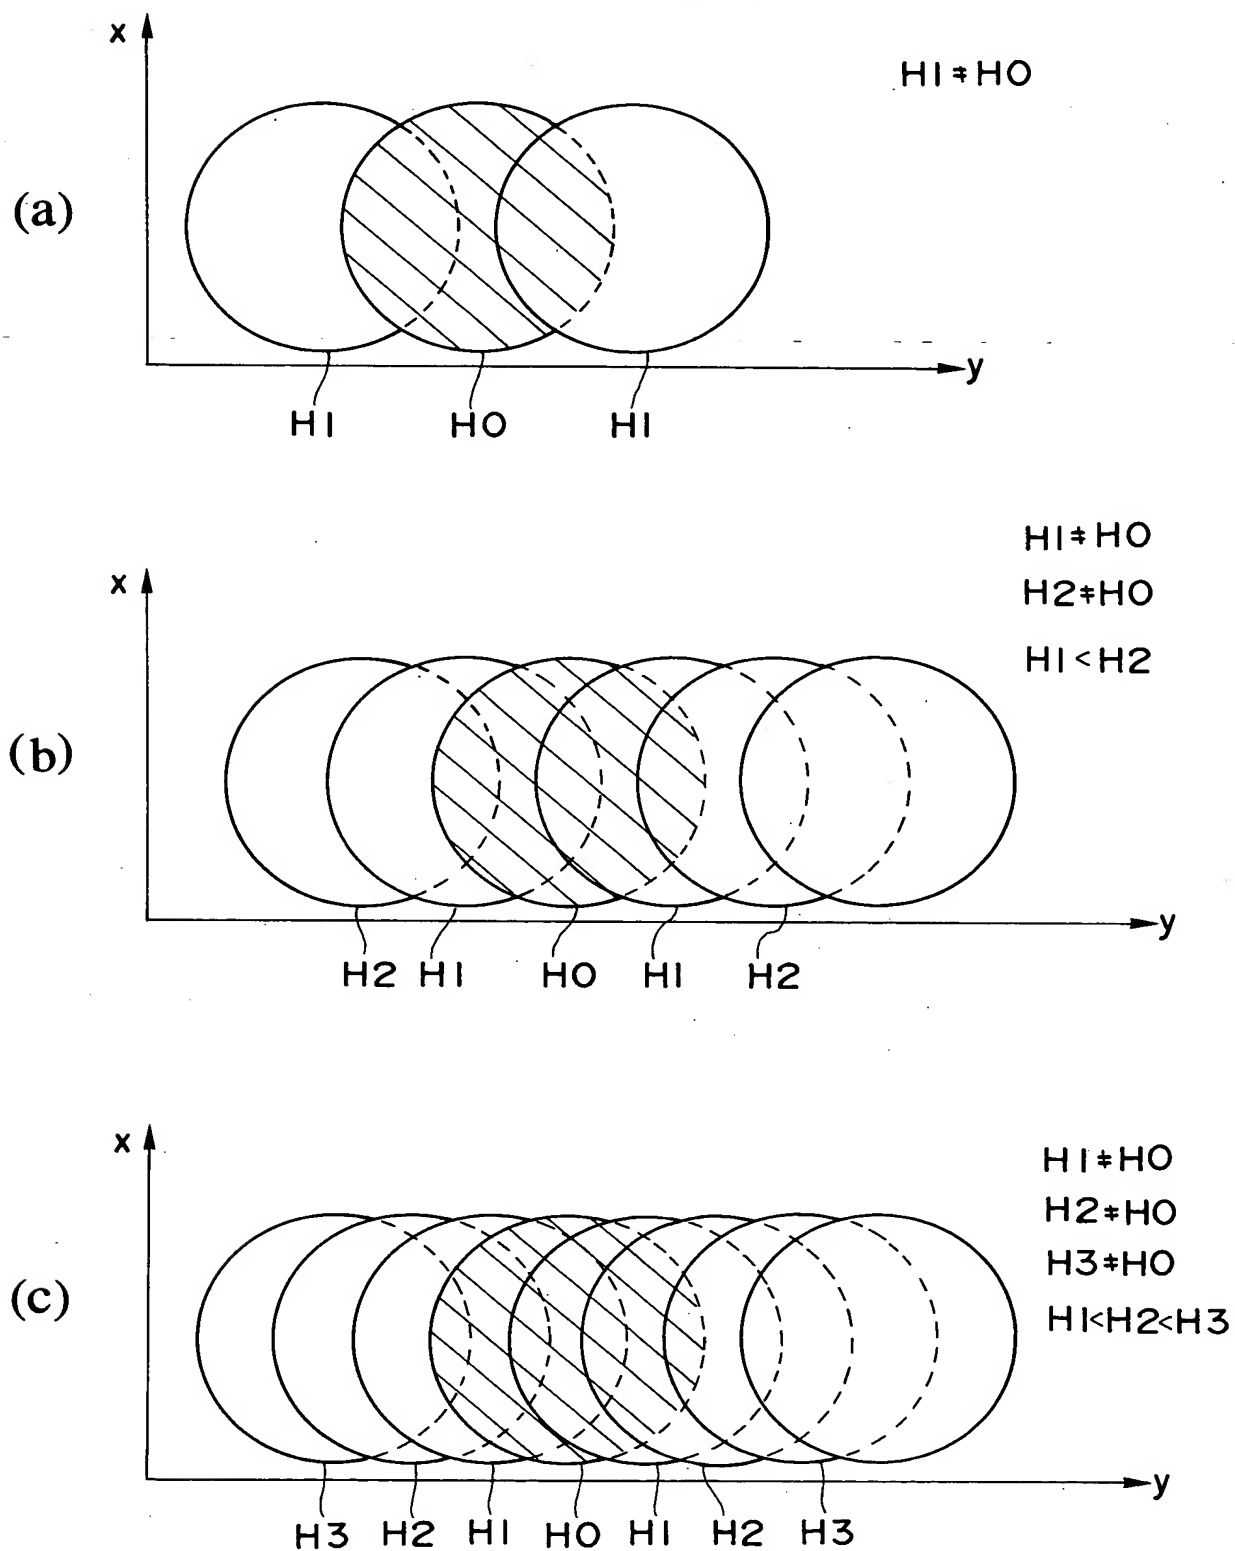 x
H1≠H0
(a)
y
H1 H0 H1
H1≠H0
x
H2≠H0
H1<H2
(b)
y
H2 H1 H0 H1 H2
x
H1≠H0
H2≠H0
H3≠H0
(c)
H1<H2<H3
y
H3 H2 H1 H0 H1 H2 H3